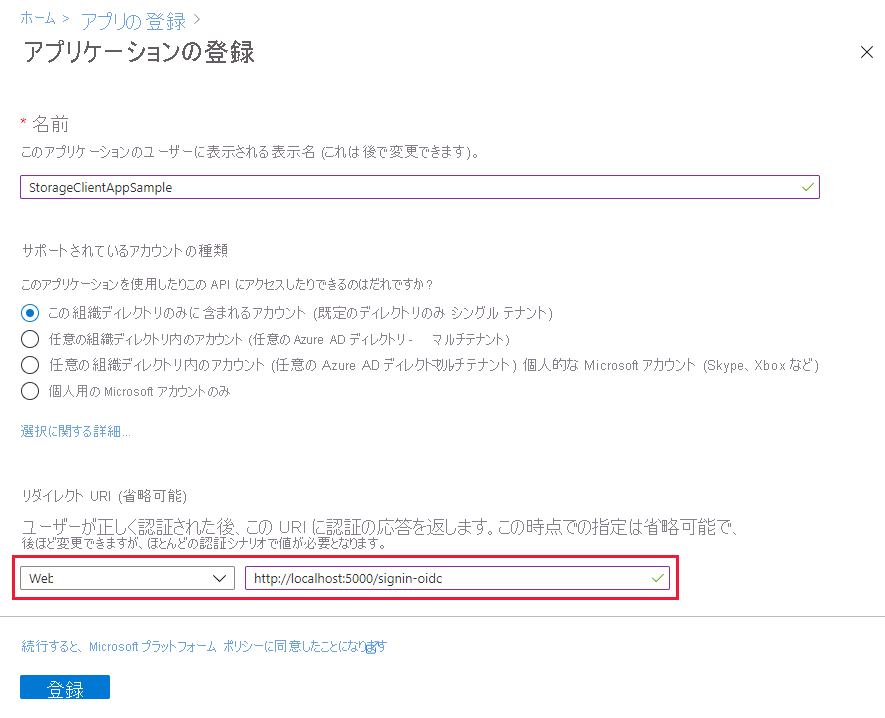 ホーム > アプリの登録 >
アプリケーションの登録
* 名前
このアプリケーションのユーザーに表示される表示名 (これは後で変更できます)。
StorageClientAppSample
サポートされているアカウントの種類
このアプリケーションを使用したりこの API にアクセスしたりできるのはだれですか?
この組織ディレクトリのみに含まれるアカウント (既定のディレクトリのみ シングル テナント)
任意の組織ディレクトリ内のアカウント (任意の Azure AD ディレクトリ - マルチテナント)
任意の組織ディレクトリ内のアカウント (任意の Azure AD ディレクトマルチテナント) 個人的な Microsoft アカウント (Skype、Xbox など)
個人用の Microsoft アカウントのみ
選択に関する詳細...
リダイレクト URI (省略可能)
ユーザーが正しく認証された後、この URI に認証の応答を返します。この時点での指定は省略可能で、
後ほど変更できますが、ほとんどの認証シナリオで値が必要となります。
Web http://localhost:5000/signin-oidc
続行すると、Microsoft プラットフォーム ポリシーに同意したことになります
登録